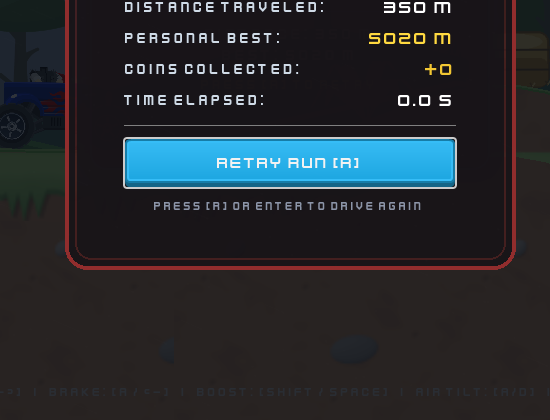 DISTANCE TRAVELED: 350 M
PERSONAL BEST: 5020 M
COINS COLLECTED: +0
TIME ELAPSED: 0.0 S
RETRY RUN [R]
PRESS [R] OR ENTER TO DRIVE AGAIN
| BRAKE: [A / ←] | BOOST: [SHIFT / SPACE] | AIR TILT: [A/D]